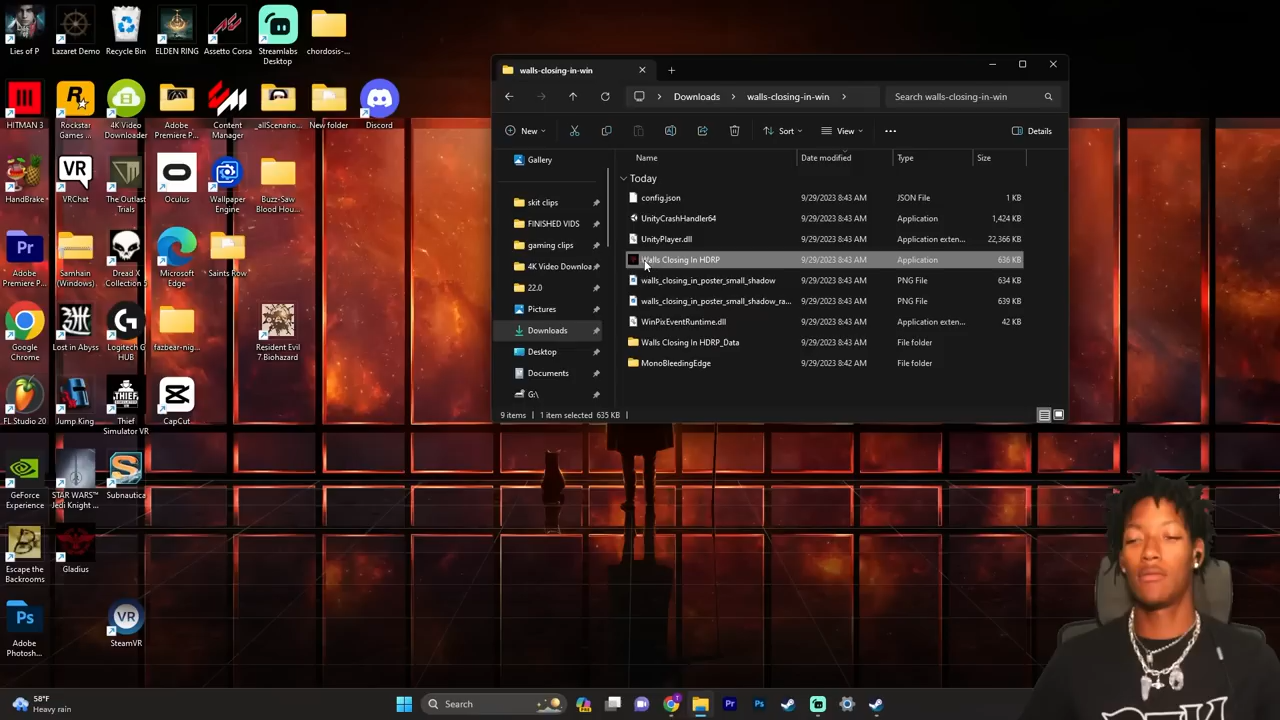 Lies of P
Lazaret Demo
Recycle Bin
ELDEN RING
Assetto Corsa
Streamlabs
Desktop
chordosis-...
HITMAN 3
Rockstar
Games ...
4K Video
Downloader
Adobe
Premiere P...
Content
Manager
_allScenario...
New folder
Discord
HandBrake
VRChat
The Outlast
Trials
Oculus
Wallpaper
Engine
Buzz-Saw
Blood Hou...
Adobe
Premiere P...
Samhain
(Windows)
Dread X
Collection 5
Microsoft
Edge
Saints Row
Google
Chrome
Lost in Abyss
Logitech G
HUB
fazbear-nig...
Resident Evil
7 Biohazard
FL Studio 20
Jump King
Thief
Simulator VR
CapCut
GeForce
Experience
STAR WARS™
Jedi Knight ...
Subnautica
Escape the
Backrooms
Gladius
Adobe
Photosh...
SteamVR
walls-closing-in-win
Downloads
walls-closing-in-win
Search walls-closing-in-win
New
Sort
View
Details
Gallery
skit clips
FINISHED VIDS
gaming clips
4K Video Downloa
22.0
Pictures
Downloads
Desktop
Documents
G:\
Name Date modified Type Size
Today
config.json 9/29/2023 8:43 AM JSON File 1 KB
UnityCrashHandler64 9/29/2023 8:43 AM Application 1,424 KB
UnityPlayer.dll 9/29/2023 8:43 AM Application exten... 22,366 KB
Walls Closing In HDRP 9/29/2023 8:43 AM Application 636 KB
walls_closing_in_poster_small_shadow 9/29/2023 8:43 AM PNG File 634 KB
walls_closing_in_poster_small_shadow_ra... 9/29/2023 8:43 AM PNG File 639 KB
WinPixEventRuntime.dll 9/29/2023 8:43 AM Application exten... 42 KB
Walls Closing In HDRP_Data 9/29/2023 8:43 AM File folder
MonoBleedingEdge 9/29/2023 8:42 AM File folder
9 items 1 item selected 635 KB
58°F
Heavy rain
Search